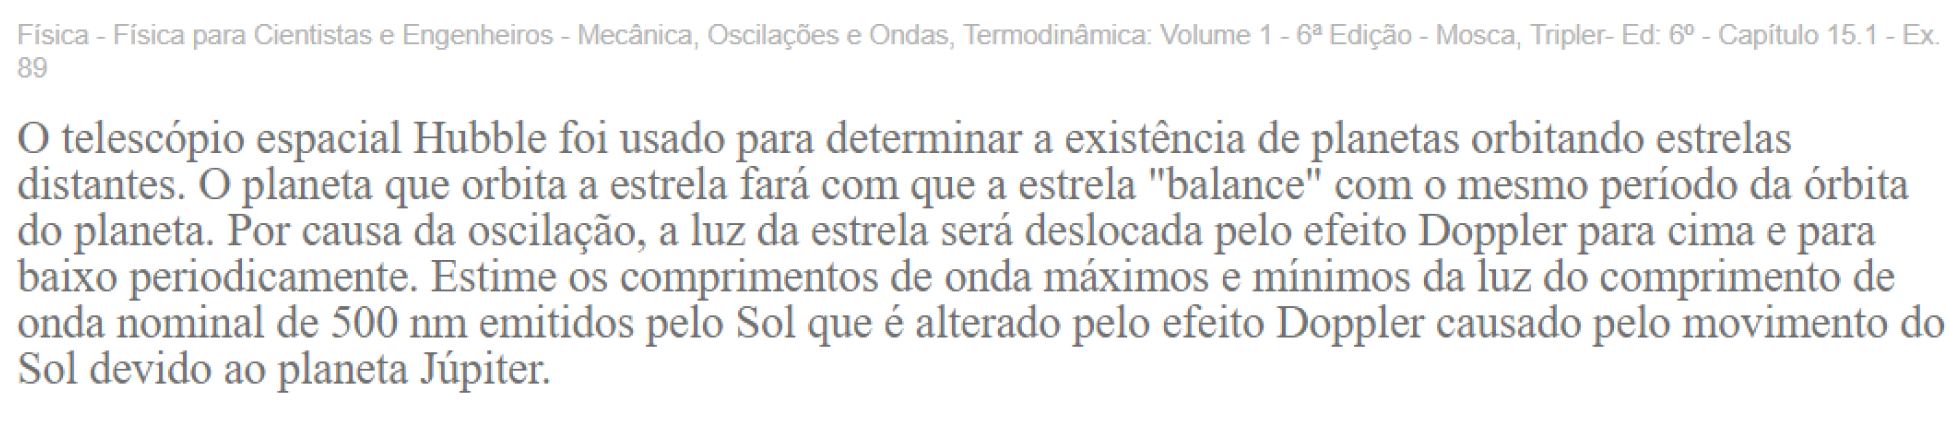 Física - Física para Cientistas e Engenheiros - Mecânica, Oscilações e Ondas, Termodinâmica: Volume 1 - 6ª Edição - Mosca, Tripler- Ed: 6º - Capítulo 15.1 - Ex.
89
O telescópio espacial Hubble foi usado para determinar a existência de planetas orbitando estrelas
distantes. O planeta que orbita a estrela fará com que a estrela "balance" com o mesmo período da órbita
do planeta. Por causa da oscilação, a luz da estrela será deslocada pelo efeito Doppler para cima e para
baixo periodicamente. Estime os comprimentos de onda máximos e mínimos da luz do comprimento de
onda nominal de 500 nm emitidos pelo Sol que é alterado pelo efeito Doppler causado pelo movimento do
Sol devido ao planeta Júpiter.